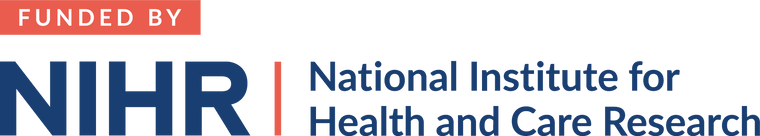 FUNDED BY
NIHR
National Institute for
Health and Care Research